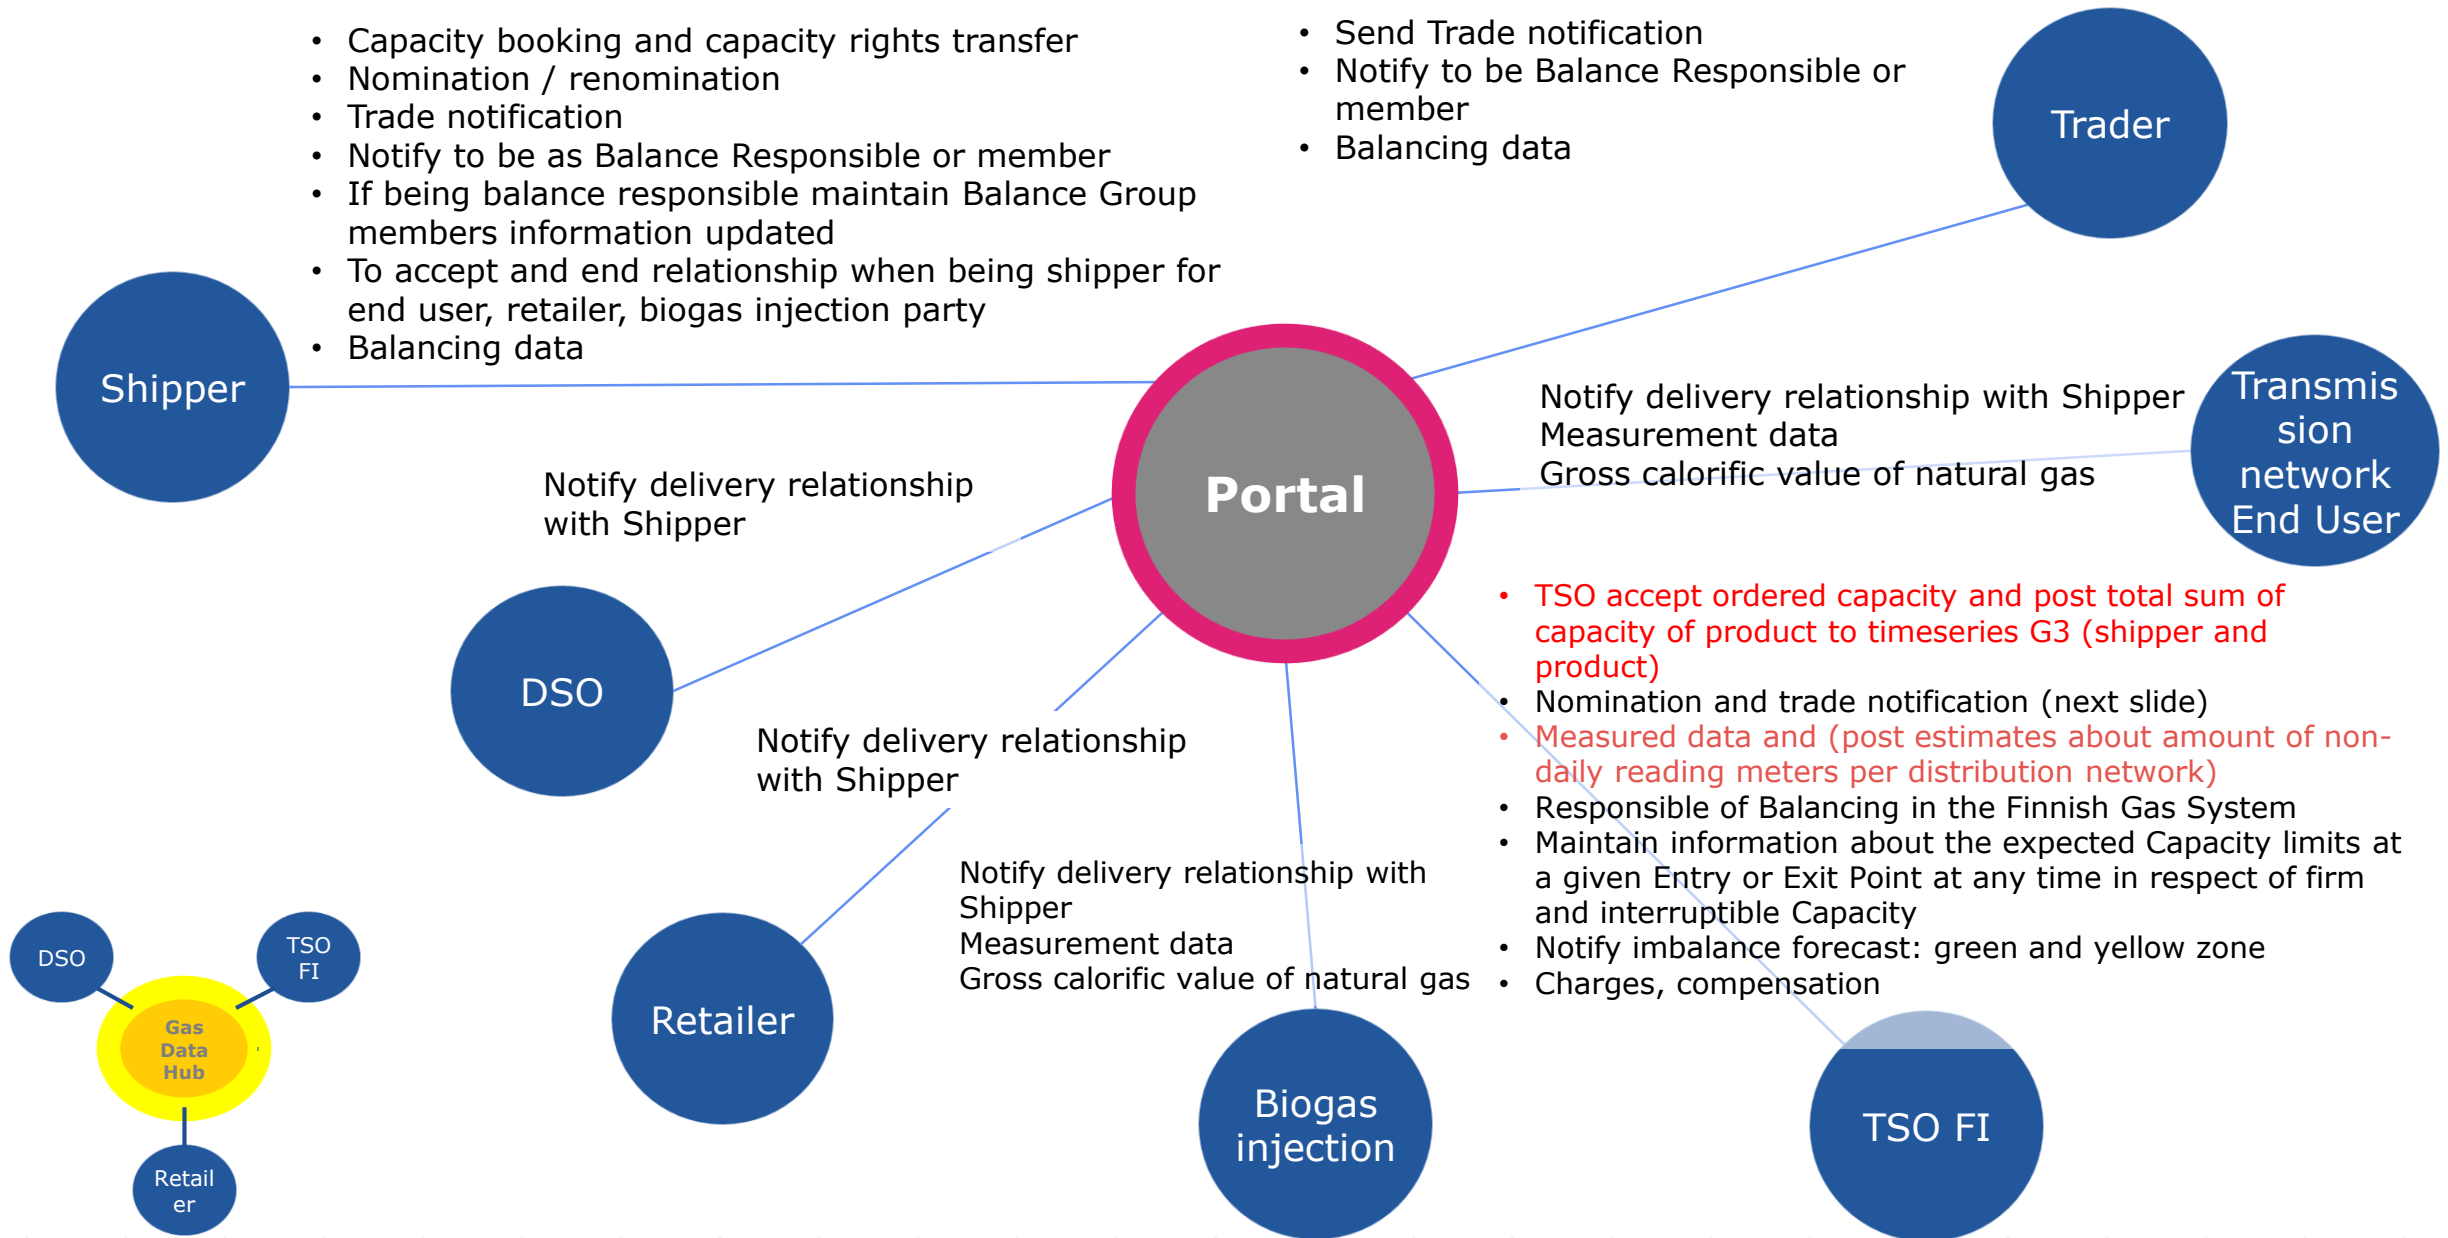 • Capacity booking and capacity rights transfer
• Nomination / renomination
• Trade notification
• Notify to be as Balance Responsible or member
• If being balance responsible maintain Balance Group
members information updated
• To accept and end relationship when being shipper for
end user, retailer, biogas injection party
• Balancing data
• Send Trade notification
• Notify to be Balance Responsible or
member
• Balancing data
Trader
Shipper
Portal
Notify delivery relationship with Shipper
Measurement data
Gross calorific value of natural gas
Transmis
sion
network
End User
Notify delivery relationship
with Shipper
DSO
• TSO accept ordered capacity and post total sum of
capacity of product to timeseries G3 (shipper and
product)
• Nomination and trade notification (next slide)
• Measured data and (post estimates about amount of non-
daily reading meters per distribution network)
• Responsible of Balancing in the Finnish Gas System
• Maintain information about the expected Capacity limits at
a given Entry or Exit Point at any time in respect of firm
and interruptible Capacity
• Notify imbalance forecast: green and yellow zone
• Charges, compensation
Notify delivery relationship
with Shipper
Retailer
Notify delivery relationship with
Shipper
Measurement data
Gross calorific value of natural gas
Biogas
injection
TSO FI
DSO
TSO
FI
Gas
Data
Hub
Retail
er